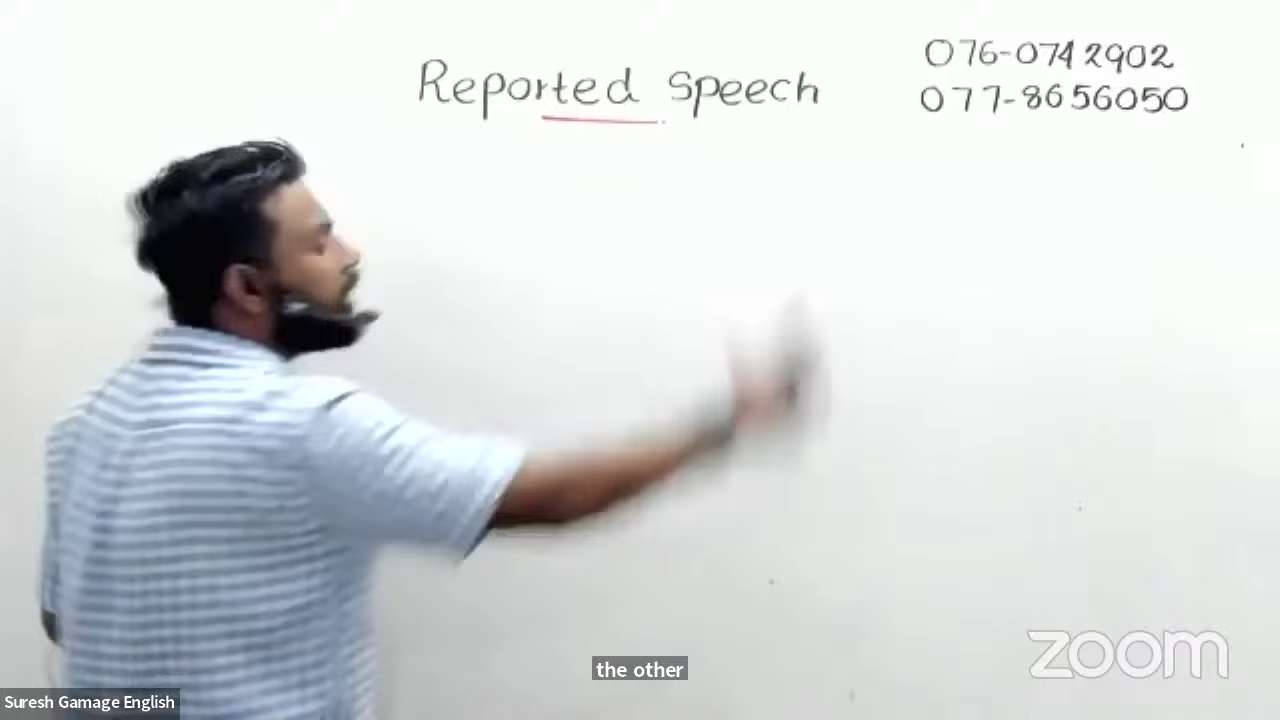 Reported Speech
076-0742902
077-8656050
the other
zoom
Suresh Gamage English